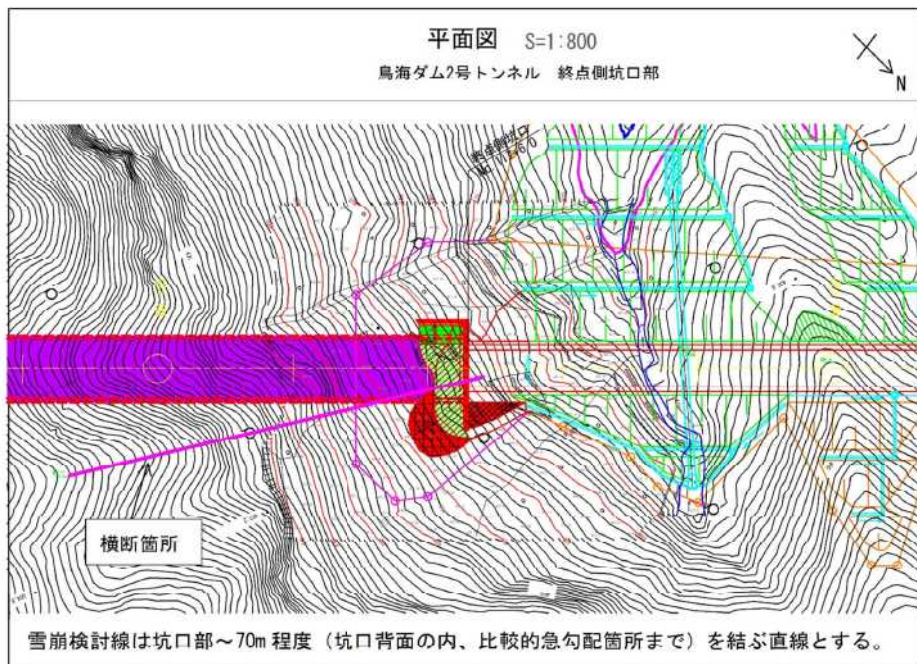 平面図 S=1:800
鳥海ダム2号トンネル 終点側坑口部
N
横断箇所
雪崩検討線は坑口部～70m 程度（坑口背面の内、比較的急勾配箇所まで）を結ぶ直線とする。